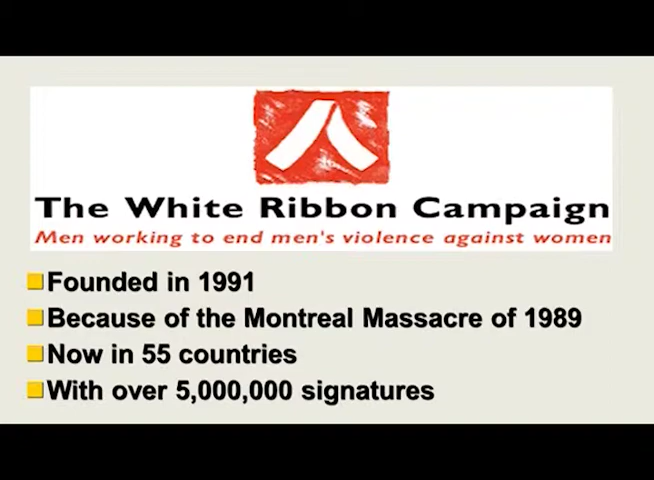 The White Ribbon Campaign
Men working to end men's violence against women
Founded in 1991
Because of the Montreal Massacre of 1989
Now in 55 countries
With over 5,000,000 signatures